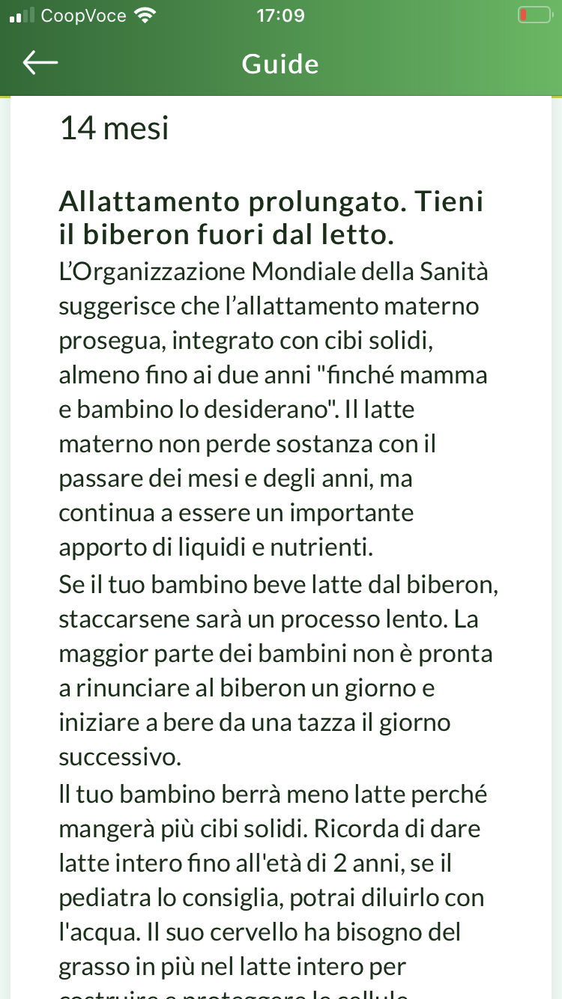 CoopVoce
17:09
Guide
14 mesi
Allattamento prolungato. Tieni
il biberon fuori dal letto.
L’Organizzazione Mondiale della Sanità
suggerisce che l’allattamento materno
prosegua, integrato con cibi solidi,
almeno fino ai due anni "finché mamma
e bambino lo desiderano". Il latte
materno non perde sostanza con il
passare dei mesi e degli anni, ma
continua a essere un importante
apporto di liquidi e nutrienti.
Se il tuo bambino beve latte dal biberon,
staccarsene sarà un processo lento. La
maggior parte dei bambini non è pronta
a rinunciare al biberon un giorno e
iniziare a bere da una tazza il giorno
successivo.
Il tuo bambino berrà meno latte perché
mangerà più cibi solidi. Ricorda di dare
latte intero fino all'età di 2 anni, se il
pediatra lo consiglia, potrai diluirlo con
l'acqua. Il suo cervello ha bisogno del
grasso in più nel latte intero per
costruire e proteggere le cellule